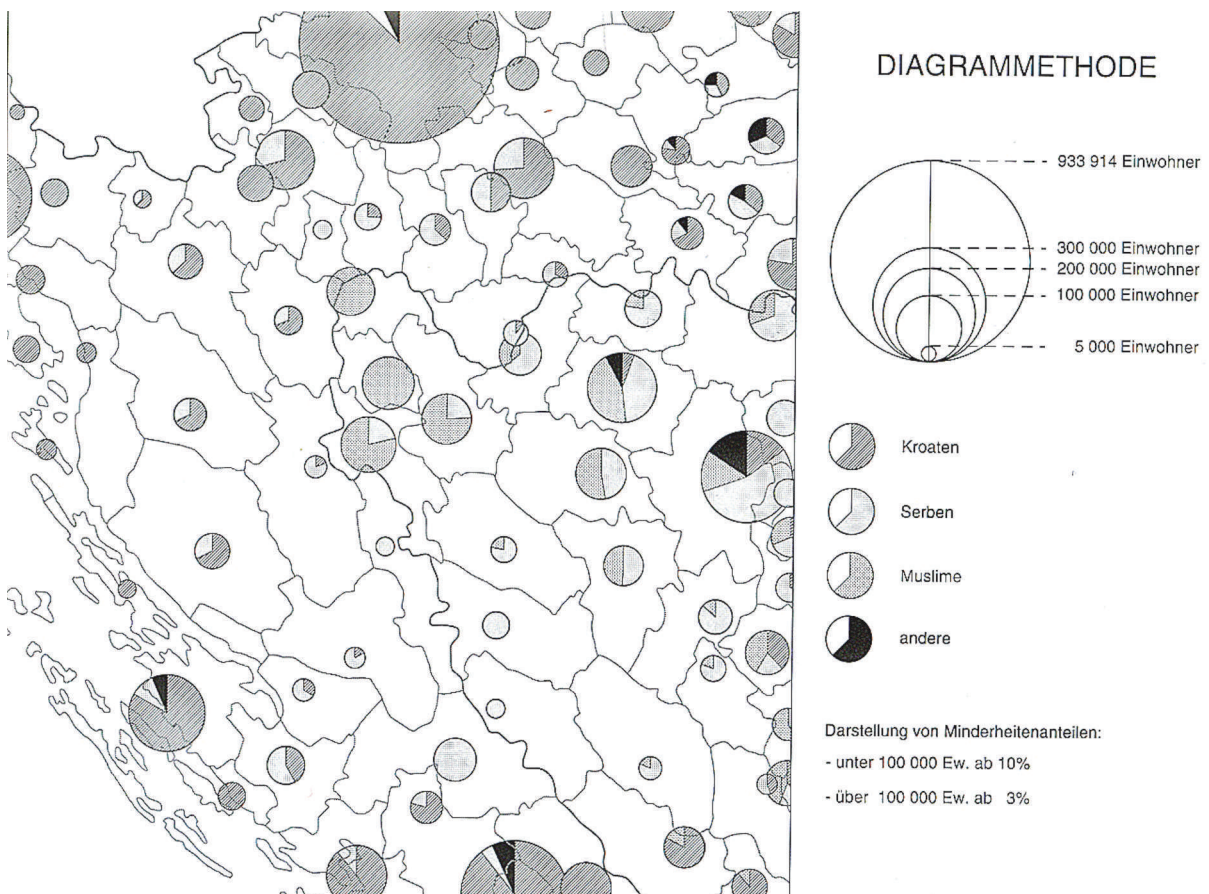 DIAGRAMMETHODE
933 914 Einwohner
300 000 Einwohner
200 000 Einwohner
100 000 Einwohner
5 000 Einwohner
Kroaten
Serben
Muslime
andere
Darstellung von Minderheitenanteilen:
- unter 100 000 Ew. ab 10%
- über 100 000 Ew. ab 3%